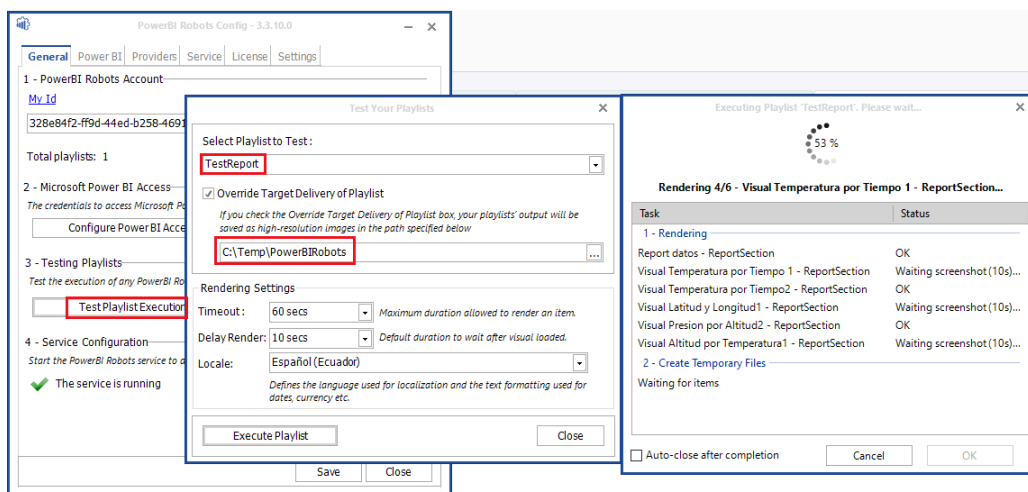 PowerBI Robots Config - 3.3.10.0
General Power BI Providers Service License Settings
1 - PowerBI Robots Account
My Id
328e84f2-ff9d-44ed-b258-4691
Total playlists: 1
2 - Microsoft Power BI Access
The credentials to access Microsoft
Configure Power BI Acce
3 - Testing Playlists
Test the execution of any PowerBI
Test Playlist Execution
4 - Service Configuration
Start the PowerBI Robots service to
The service is running
Save Close
Test Your Playlists
Select Playlist to Test :
TestReport
Override Target Delivery of Playlist
If you check the Override Target Delivery of Playlist box, your playlists' output will be
saved as high-resolution images in the path specified below
C:\Temp\PowerBIRobots
...
Rendering Settings
Timeout: 60 secs Maximum duration allowed to render an item.
Delay Render: 10 secs Default duration to wait after visual loaded.
Locale: Español (Ecuador)
Defines the language used for localization and the text formatting used for
dates, currency etc.
Execute Playlist Close
Executing Playlist 'TestReport'. Please wait...
53 %
Rendering 4/6 - Visual Temperatura por Tiempo 1 - ReportSection...
Task Status
1 - Rendering
Report datos - ReportSection OK
Visual Temperatura por Tiempo 1 - ReportSection Waiting screenshot (10s)...
Visual Temperatura por Tiempo2 - ReportSection OK
Visual Latitud y Longitud1 - ReportSection Waiting screenshot (10s)...
Visual Presion por Altitud2 - ReportSection OK
Visual Altitud por Temperatura1 - ReportSection Waiting screenshot (10s)...
2 - Create Temporary Files
Waiting for items
Auto-close after completion Cancel OK